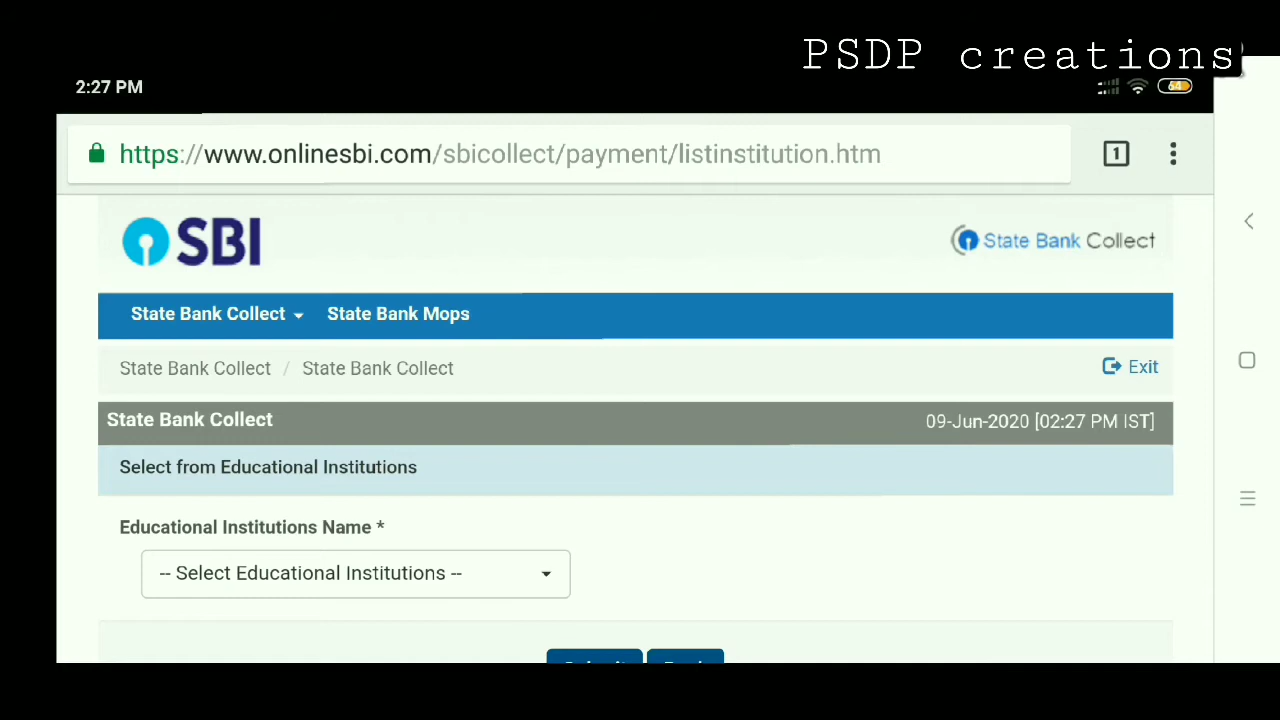 PSDP creations
2:27 PM
64
https://www.onlinesbi.com/sbicollect/payment/listinstitution.htm
1
SBI
State Bank Collect
State Bank Collect State Bank Mops
State Bank Collect / State Bank Collect
Exit
State Bank Collect
09-Jun-2020 [02:27 PM IST]
Select from Educational Institutions
Educational Institutions Name *
-- Select Educational Institutions --